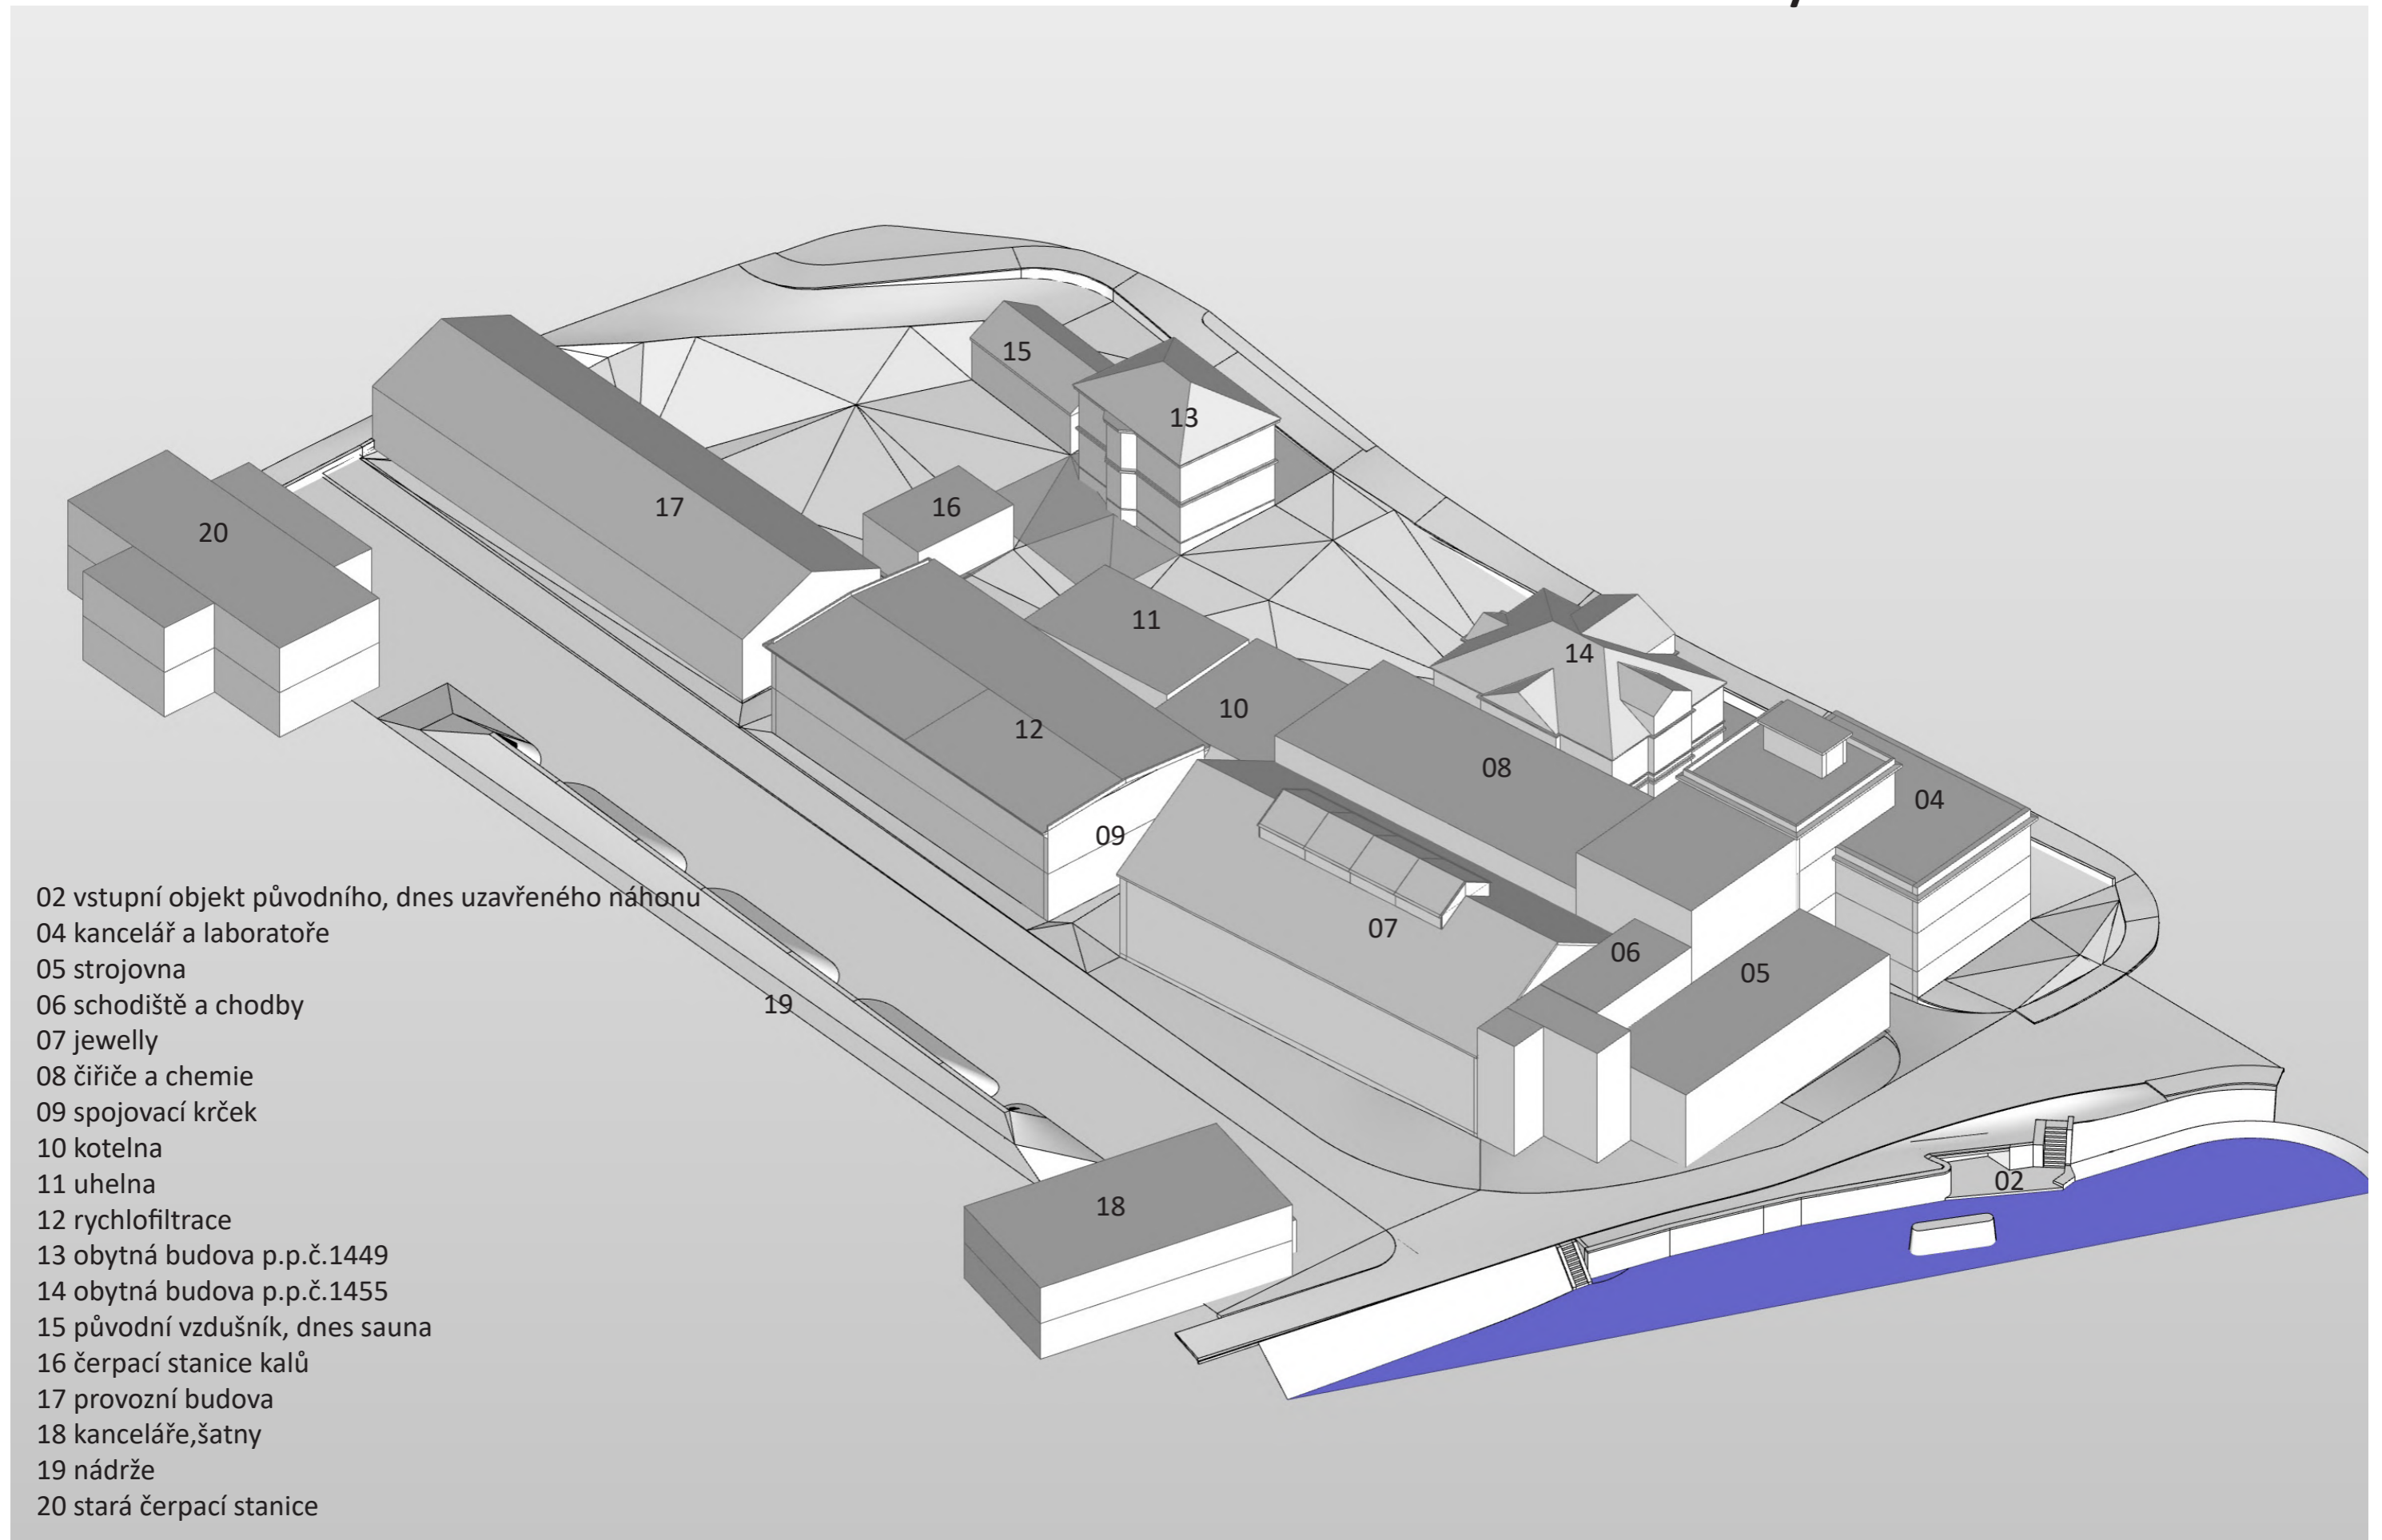 15
13
17
16
20
11
14
10
12
08
04
09
07
06
05
19
02
18
02 vstupní objekt původního, dnes uzavřeného náhonu
04 kancelář a laboratoře
05 strojovna
06 schodiště a chodby
07 jewelly
08 čiřiče a chemie
09 spojovací krček
10 kotelna
11 uhelna
12 rychlofiltrace
13 obytná budova p.p.č.1449
14 obytná budova p.p.č.1455
15 původní vzdušník, dnes sauna
16 čerpací stanice kalů
17 provozní budova
18 kanceláře,šatny
19 nádrže
20 stará čerpací stanice